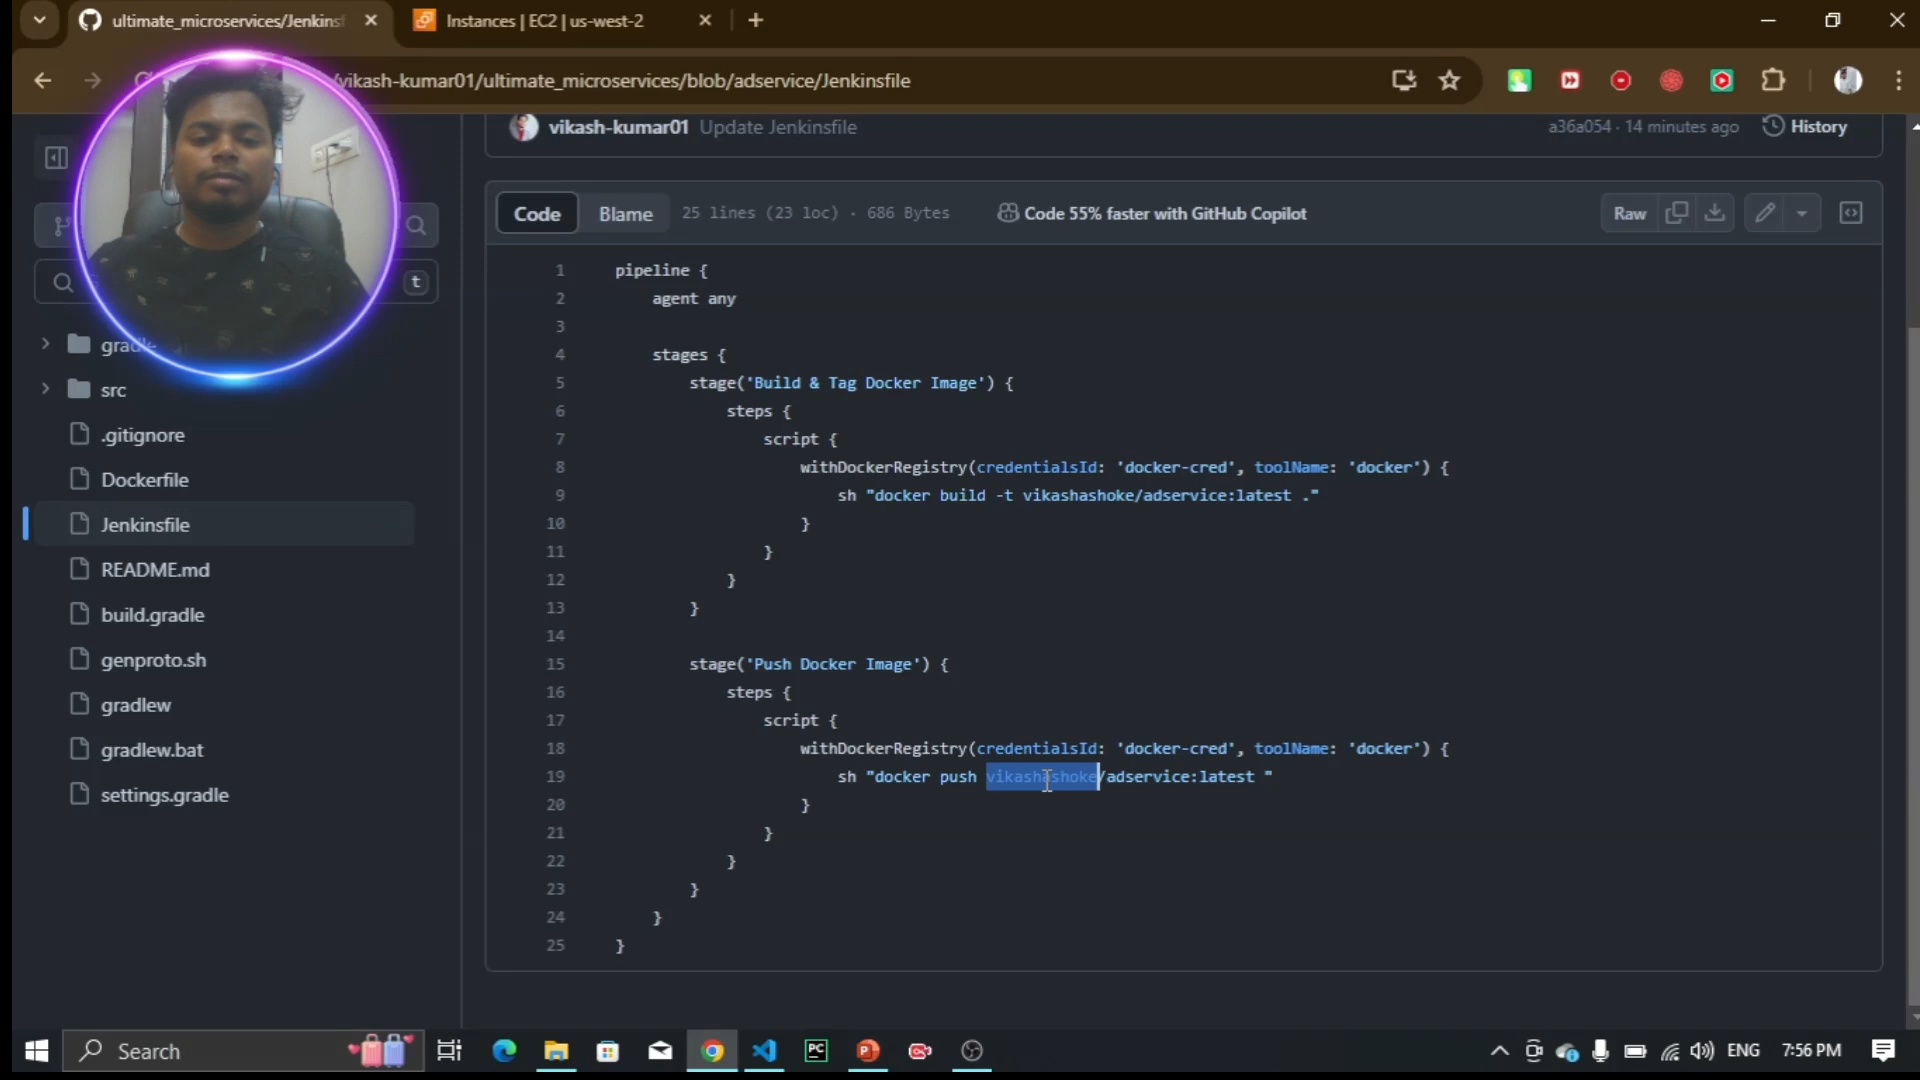 ultimate_microservices/Jenkinsf
Instances | EC2 | us-west-2
/vikash-kumar01/ultimate_microservices/blob/adservice/Jenkinsfile
vikash-kumar01 Update Jenkinsfile
a36a054 · 14 minutes ago
History
Code
Blame
25 lines (23 loc) · 686 Bytes
Code 55% faster with GitHub Copilot
Raw
t
src
.gitignore
Dockerfile
Jenkinsfile
README.md
build.gradle
genproto.sh
gradlew
gradlew.bat
settings.gradle
1 pipeline {
2 agent any
3
4 stages {
5 stage('Build & Tag Docker Image') {
6 steps {
7 script {
8 withDockerRegistry(credentialsId: 'docker-cred', toolName: 'docker') {
9 sh "docker build -t vikashashoke/adservice:latest ."
10 }
11 }
12 }
13 }
14
15 stage('Push Docker Image') {
16 steps {
17 script {
18 withDockerRegistry(credentialsId: 'docker-cred', toolName: 'docker') {
19 sh "docker push vikashashoke/adservice:latest "
20 }
21 }
22 }
23 }
24 }
25 }
Search
PC
ENG
7:56 PM